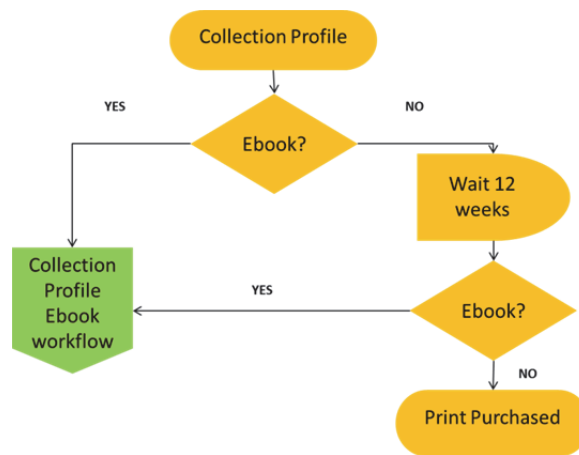 Collection Profile
YES
NO
Ebook?
Wait 12
weeks
Collection
Profile
Ebook
workflow
YES
Ebook?
NO
Print Purchased